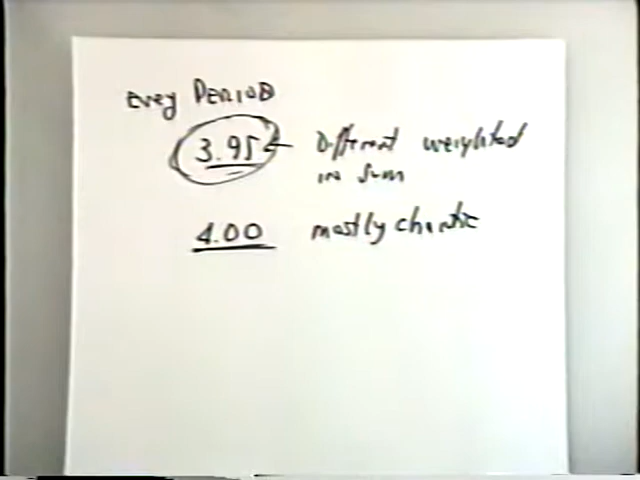 Every PERIOD
3.95 ← Different weighted
in sum
4.00 mostly chaotic